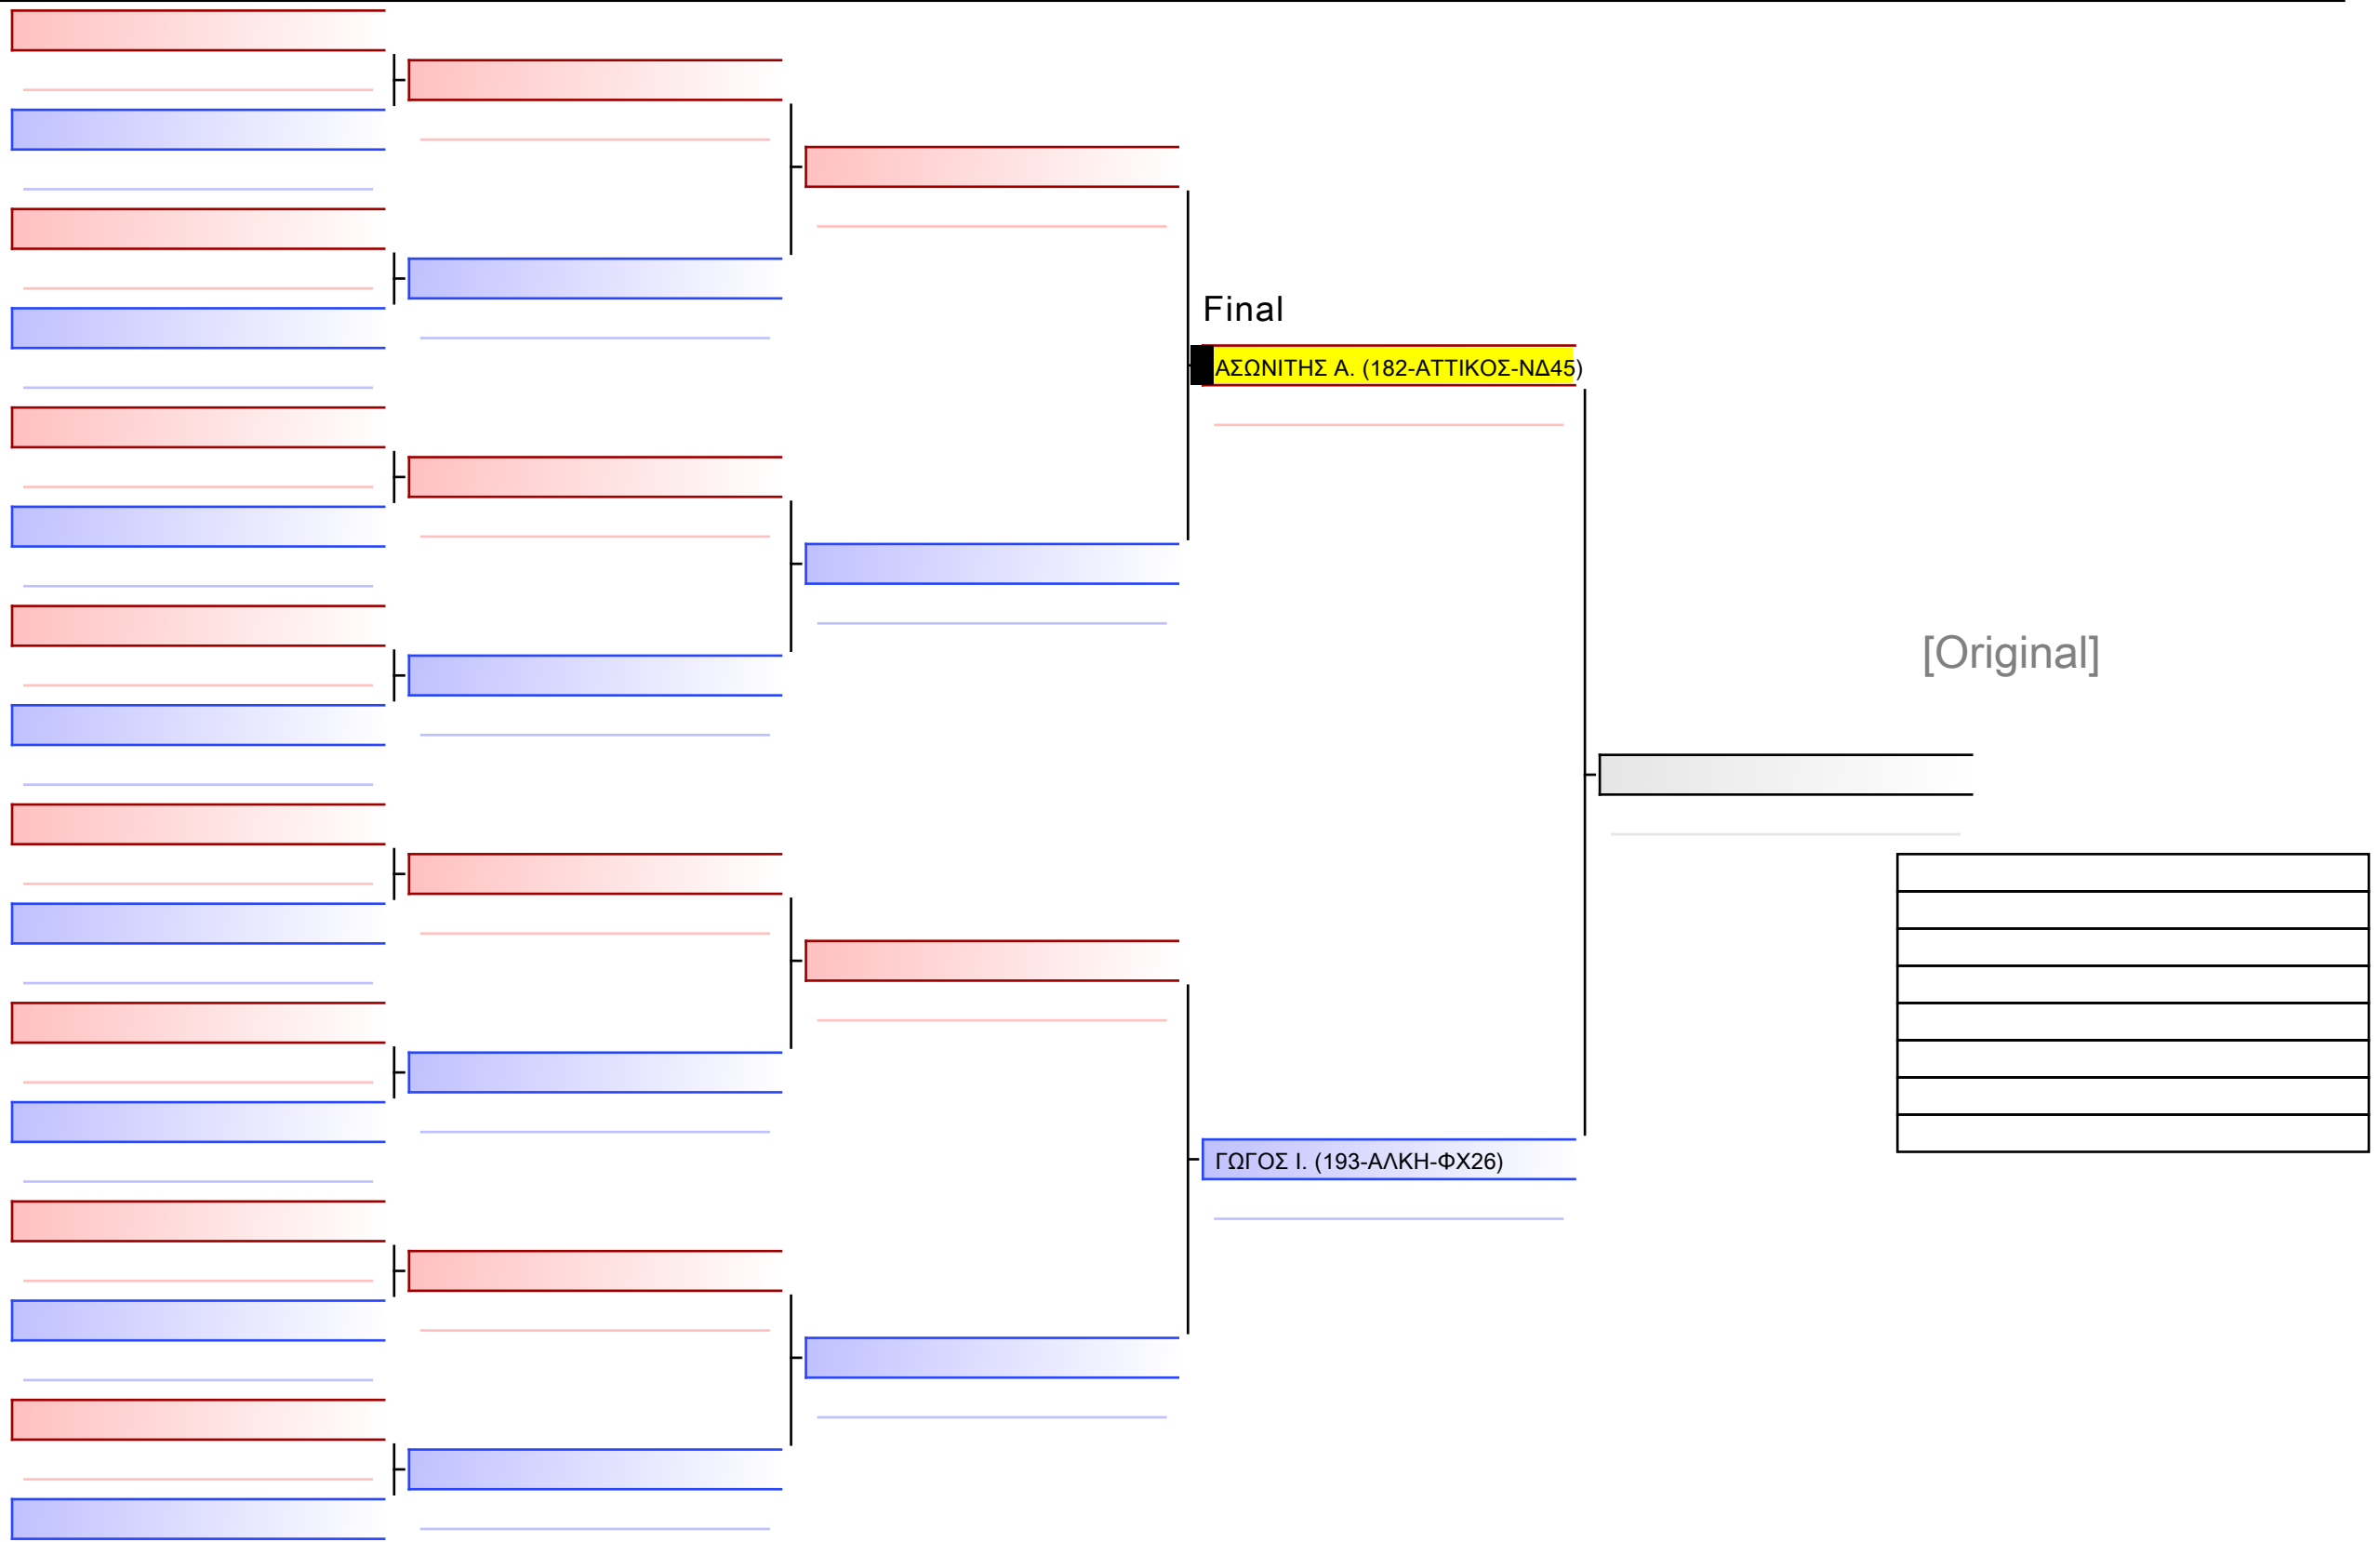 Final
ΑΣΩΝΙΤΗΣ Α. (182-ΑΤΤΙΚΟΣ-ΝΔ45)
[Original]
ΓΩΓΟΣ Ι. (193-ΑΛΚΗ-ΦΧ26)